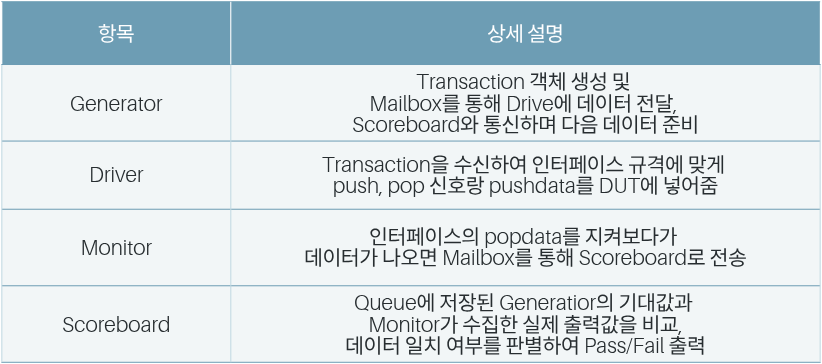 항목
상세 설명
Generator
Transaction 객체 생성 및
Mailbox를 통해 Drive에 데이터 전달,
Scoreboard와 통신하며 다음 데이터 준비
Driver
Transaction을 수신하여 인터페이스 규격에 맞게
push, pop 신호랑 pushdata를 DUT에 넣어줌
Monitor
인터페이스의 popdata를 지켜보다가
데이터가 나오면 Mailbox를 통해 Scoreboard로 전송
Scoreboard
Queue에 저장된 Generatior의 기대값과
Monitor가 수집한 실제 출력값을 비교,
데이터 일치 여부를 판별하여 Pass/Fail 출력